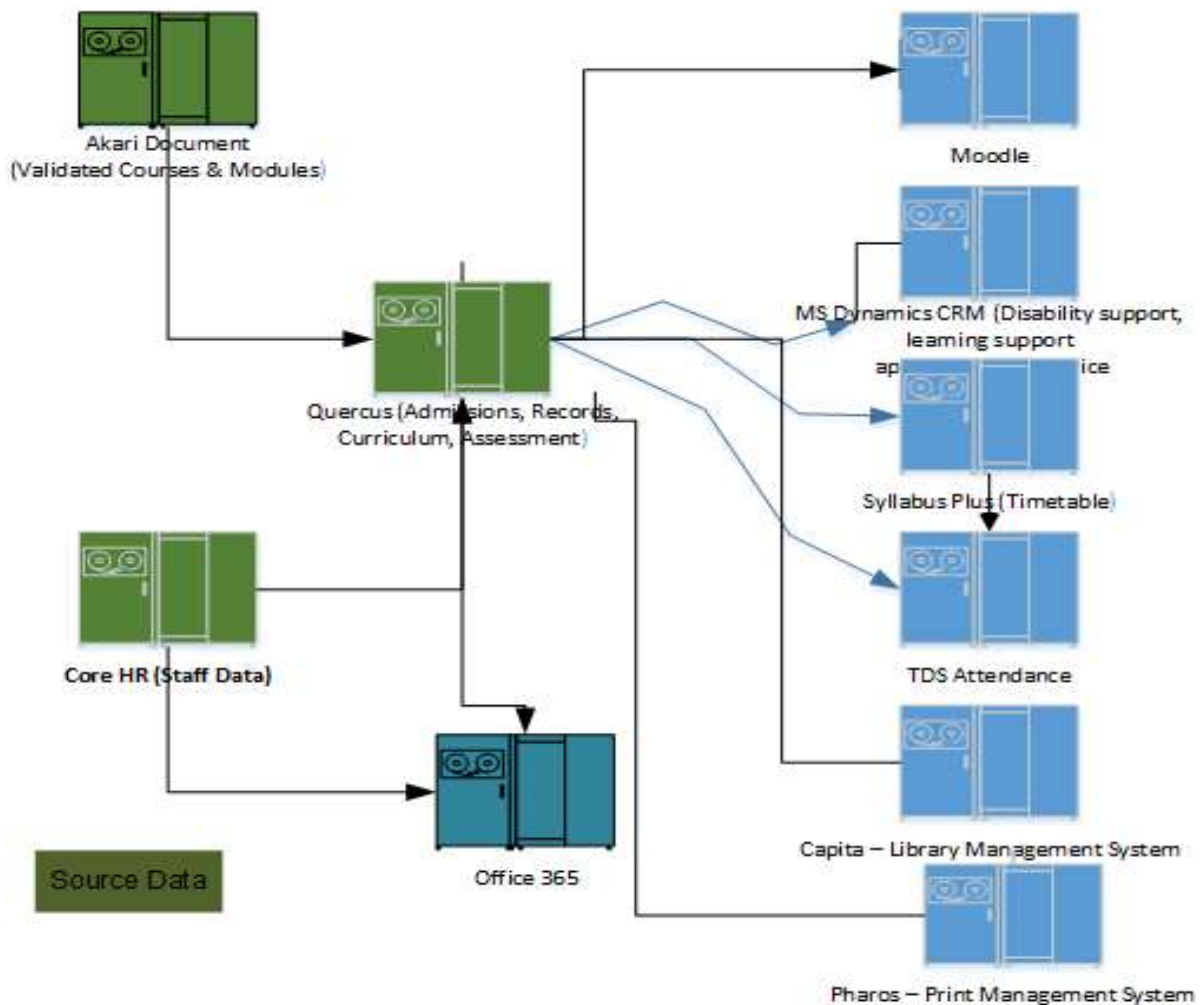 Akari Document
(Validated Courses & Modules)
Moodle
MS Dynamics CRM (Disability support,
learning support
ap ice
Quercus (Admissions, Records,
Curriculum, Assessment)
Syllabus Plus (Timetable)
Core HR (Staff Data)
TDS Attendance
Capita – Library Management System
Office 365
Source Data
Pharos – Print Management System